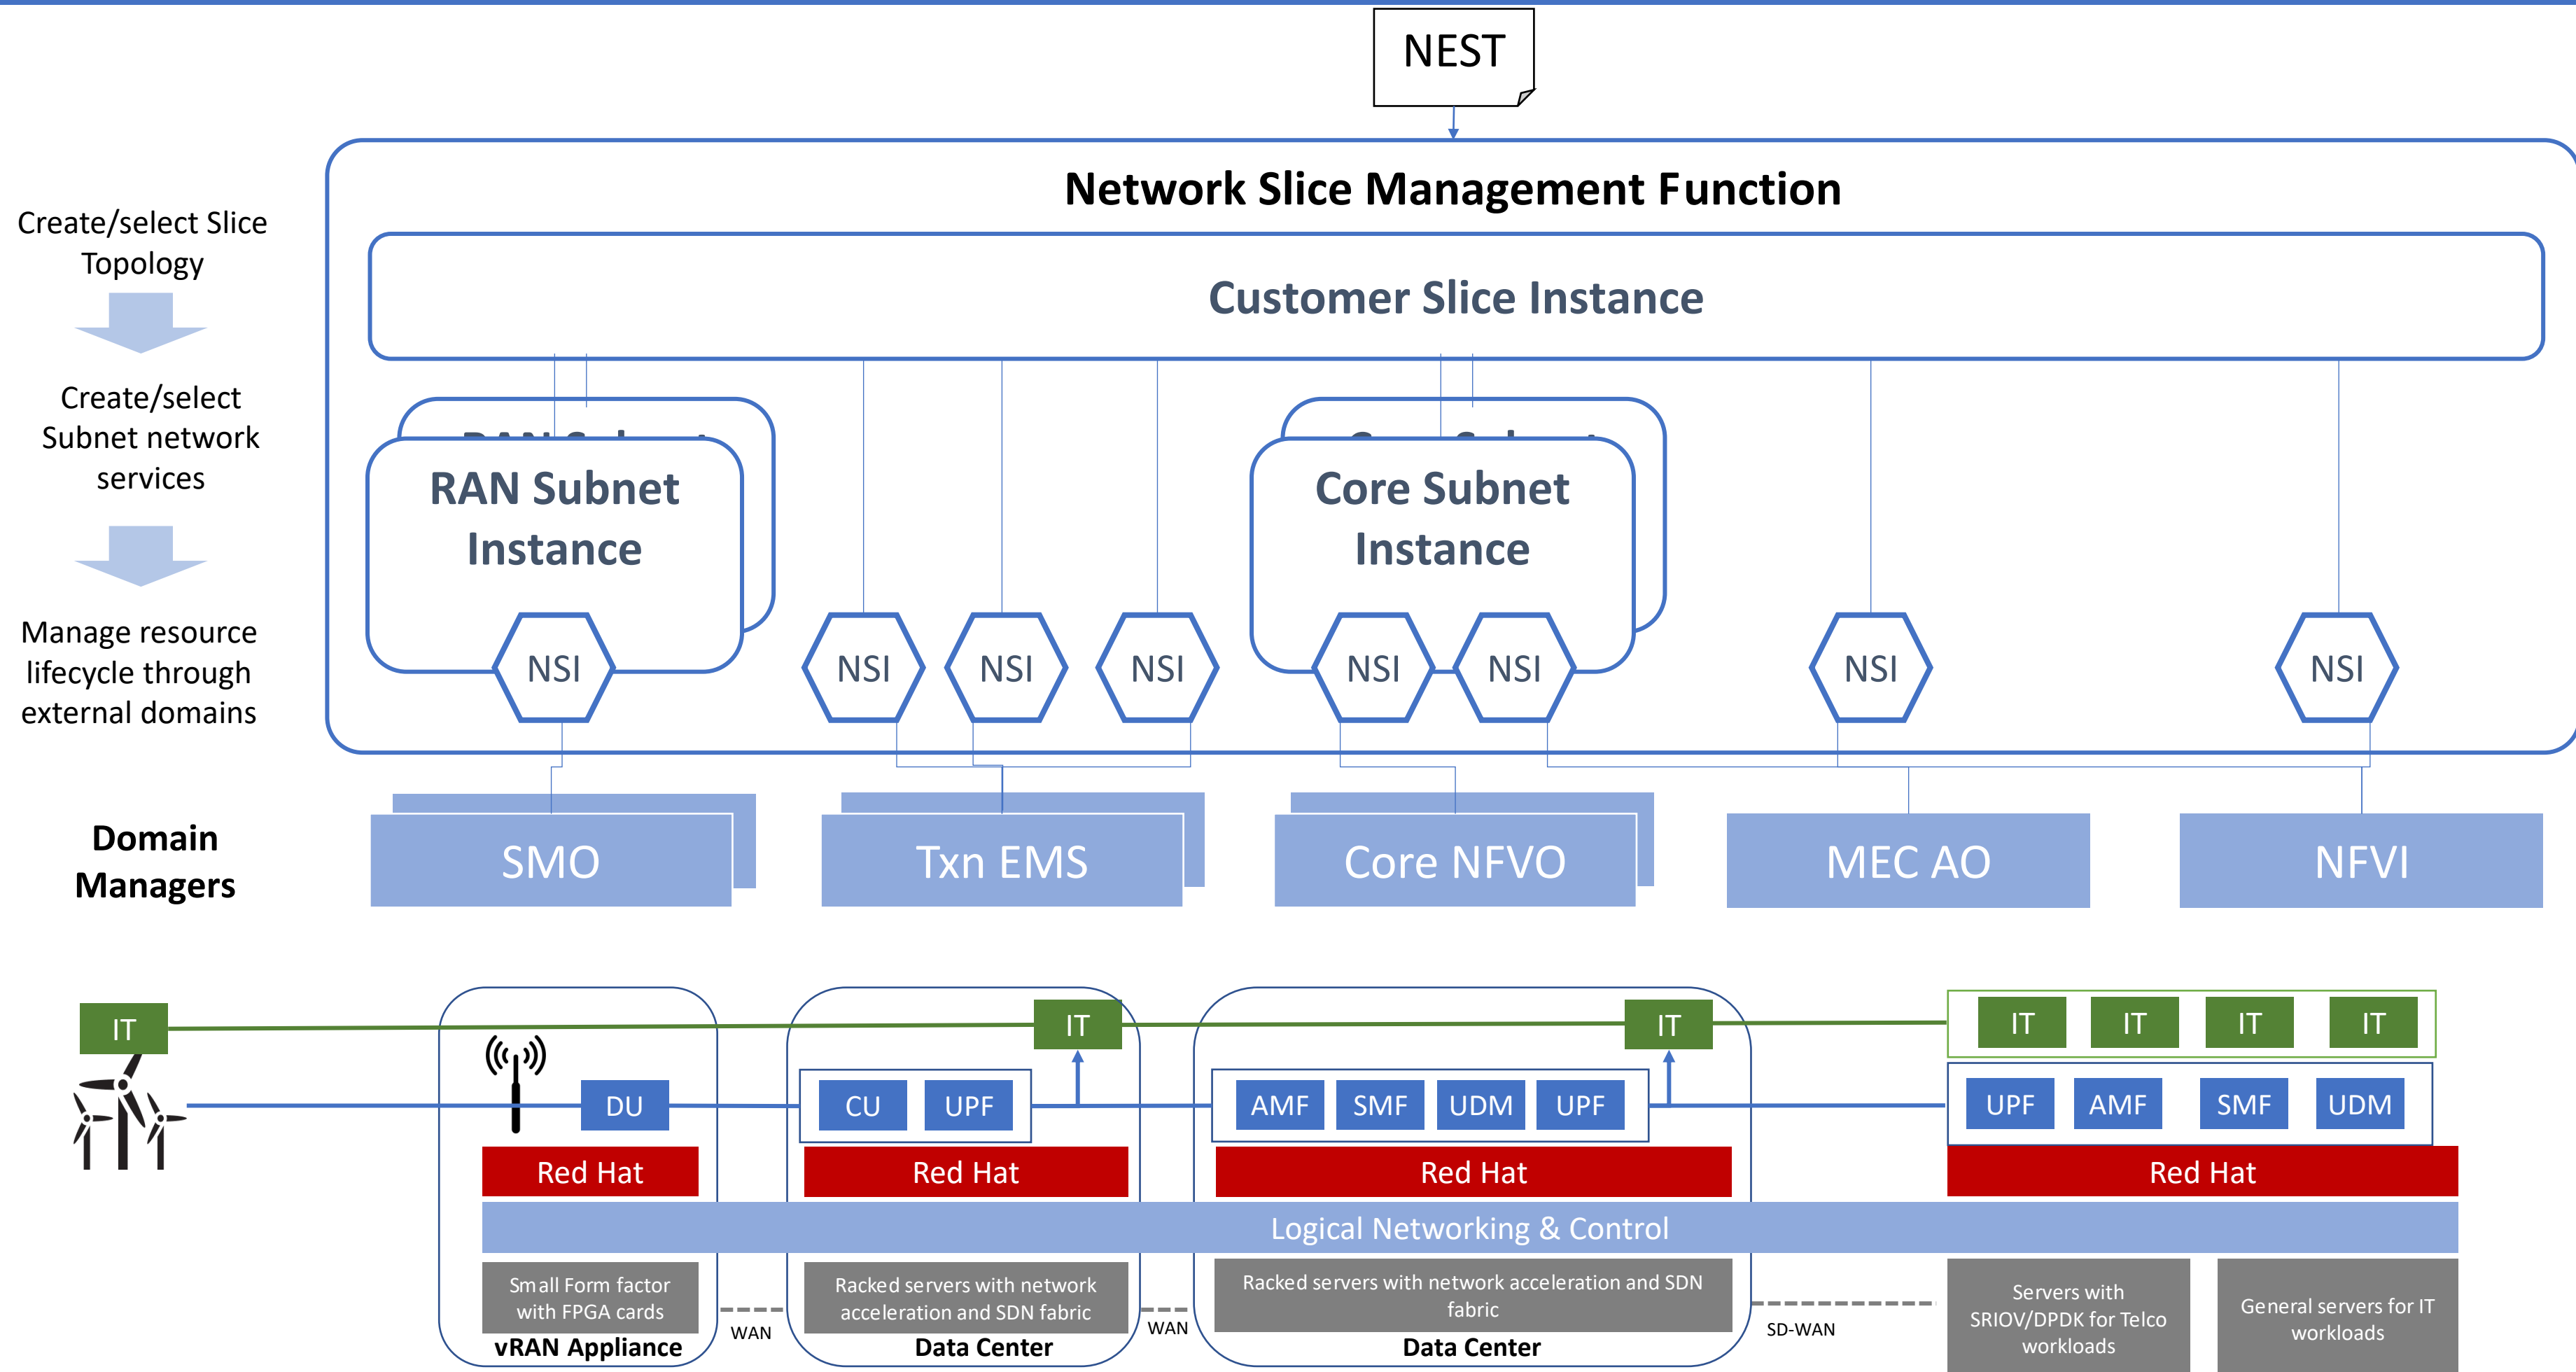 NEST
Network Slice Management Function
Create/select Slice
Topology
Customer Slice Instance
Create/select
Subnet network
services
RAN Subnet
RAN Subnet
Instance
Core Subnet
Core Subnet
Instance
Manage resource
lifecycle through
external domains
NSI
NSI
NSI
NSI
NSI
NSI
NSI
NSI
Domain
Managers
SMO
Txn EMS
Core NFVO
MEC AO
NFVI
IT
IT
IT
IT
IT
IT
IT
DU
CU
UPF
AMF
SMF
UDM
UPF
UPF
AMF
SMF
UDM
Red Hat
Red Hat
Red Hat
Red Hat
Logical Networking & Control
Small Form factor
with FPGA cards
Racked servers with network
acceleration and SDN fabric
Racked servers with network acceleration and SDN
fabric
Servers with
SRIOV/DPDK for Telco
workloads
General servers for IT
workloads
WAN
WAN
SD-WAN
vRAN Appliance
Data Center
Data Center